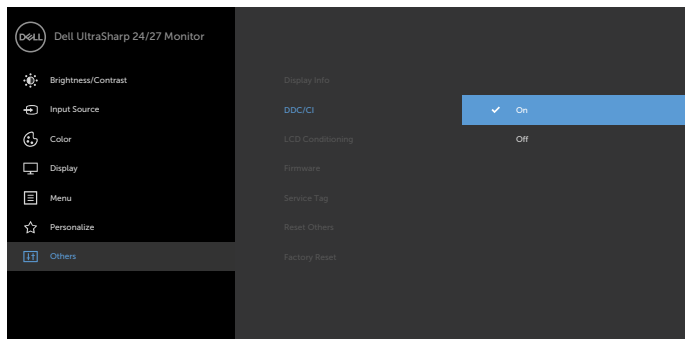 DELL Dell UltraSharp 24/27 Monitor
Brightness/Contrast
Input Source
Color
Display
Menu
Personalize
Others
Display Info
DDC/CI
LCD Conditioning
Firmware
Service Tag
Reset Others
Factory Reset
On
Off